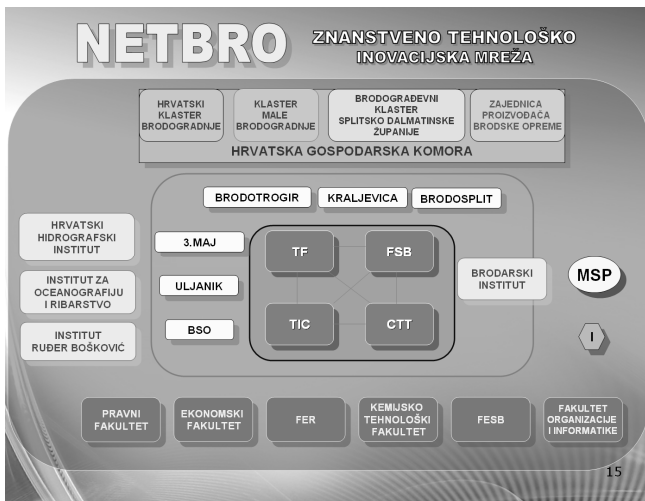 NETBRO
ZNANSTVENO TEHNOLOŠKO
INOVACIJSKA MREŽA
HRVATSKI
KLASTER
BRODOGRADNJE
KLASTER
MALE
BRODOGRADNJE
BRODOGRAĐEVNI
KLASTER
SPLITSKO DALMATINSKE
ŽUPANIJE
ZAJEDNICA
PROIZVOĐAČA
BRODSKE OPREME
HRVATSKA GOSPODARSKA KOMORA
BRODOTROGIR
KRALJEVICA
BRODOSPLIT
HRVATSKI
HIDROGRAFSKI
INSTITUT
INSTITUT ZA
OCEANOGRAFIJU
I RIBARSTVO
INSTITUT
RUĐER BOŠKOVIĆ
3.MAJ
ULJANIK
BSO
TF
FSB
TIC
CTT
BRODARSKI
INSTITUT
MSP
I
PRAVNI
FAKULTET
EKONOMSKI
FAKULTET
FER
KEMIJSKO
TEHNOLOŠKI
FAKULTET
FESB
FAKULTET
ORGANIZACIJE
I INFORMATIKE
15